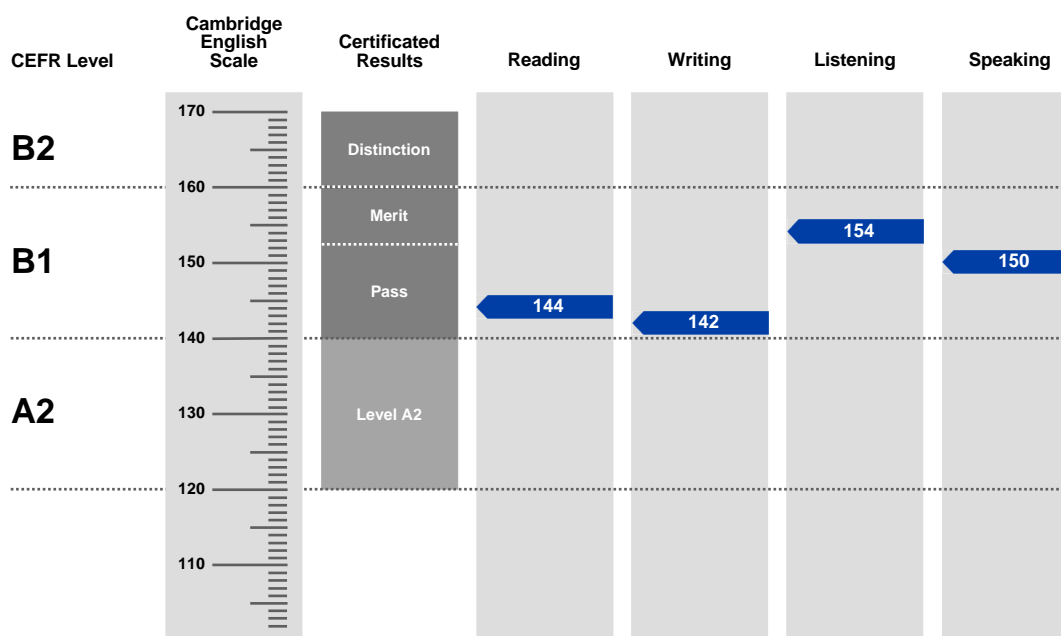 CEFR Level
Cambridge
English
Scale
Certificated
Results
Reading
Writing
Listening
Speaking
170
B2
Distinction
160
Merit
154
B1
150
150
Pass
144
142
140
A2
130
Level A2
120
110